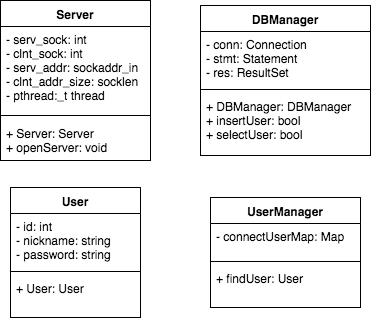 Server
- serv_sock: int
- clnt_sock: int
- serv_addr: sockaddr_in
- clnt_addr_size: socklen
- pthread:_t thread
+ Server: Server
+ openServer: void
DBManager
- conn: Connection
- stmt: Statement
- res: ResultSet
+ DBManager: DBManager
+ insertUser: bool
+ selectUser: bool
User
- id: int
- nickname: string
- password: string
+ User: User
UserManager
- connectUserMap: Map
+ findUser: User